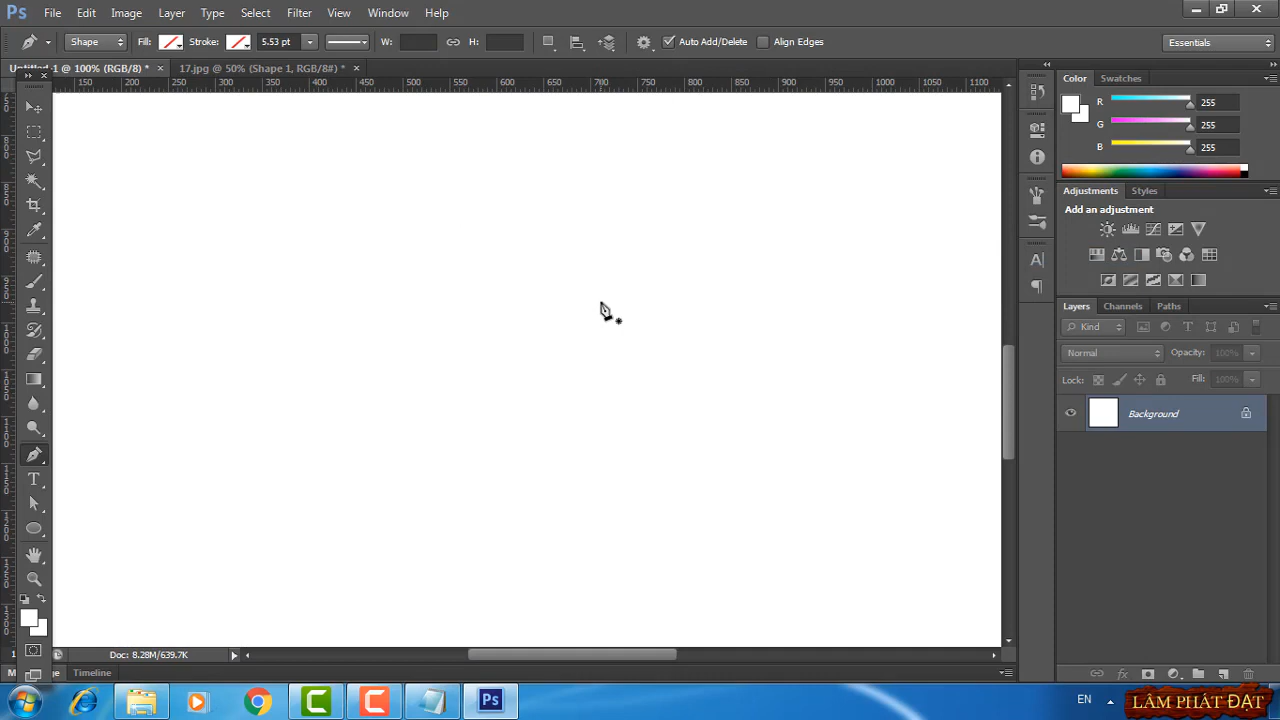 Ps File Edit Image Layer Type Select Filter View Window Help
Shape Fill: Stroke: 5.53 pt W: H: Auto Add/Delete Align Edges Essentials
Untitled-1 @ 100% (RGB/8) * × 17.jpg @ 50% (Shape 1, RGB/8#) * ×
150 200 250 300 350 400 450 500 550 600 650 700 750 800 850 900 950 1000 1050 1100
Color Swatches
R 255
G 255
B 255
Adjustments Styles
Add an adjustment
Layers Channels Paths
Kind
Normal Opacity: 100%
Lock: Fill: 100%
Background
Doc: 8.28M/639.7K
Timeline
Ps
EN
LÂM PHÁT ĐẠT